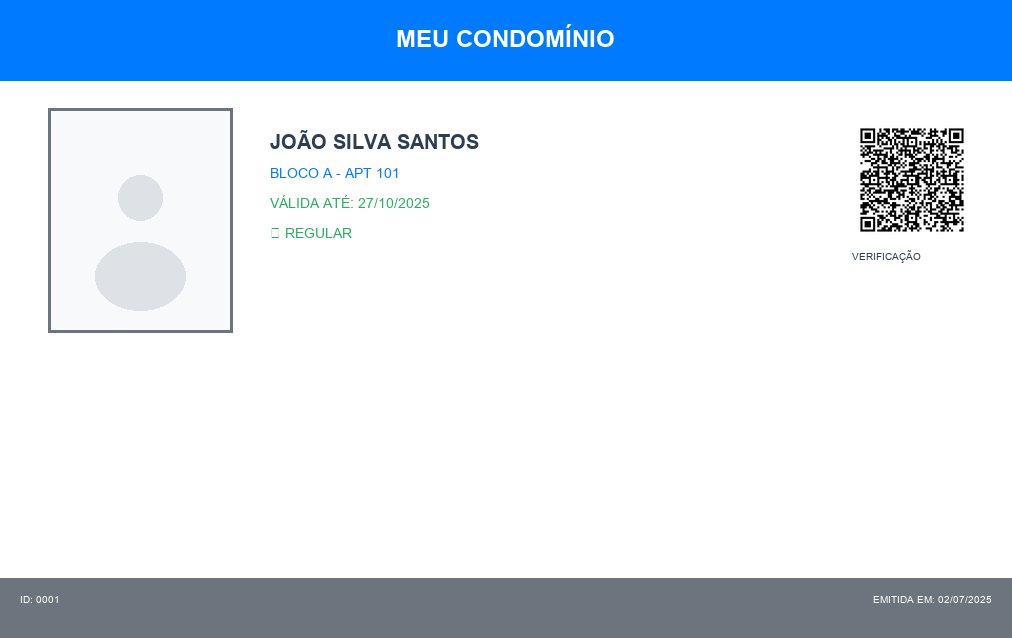 MEU CONDOMÍNIO
JOÃO SILVA SANTOS
BLOCO A - APT 101
VÁLIDA ATÉ: 27/10/2025
REGULAR
VERIFICAÇÃO
ID: 0001
EMITIDA EM: 02/07/2025